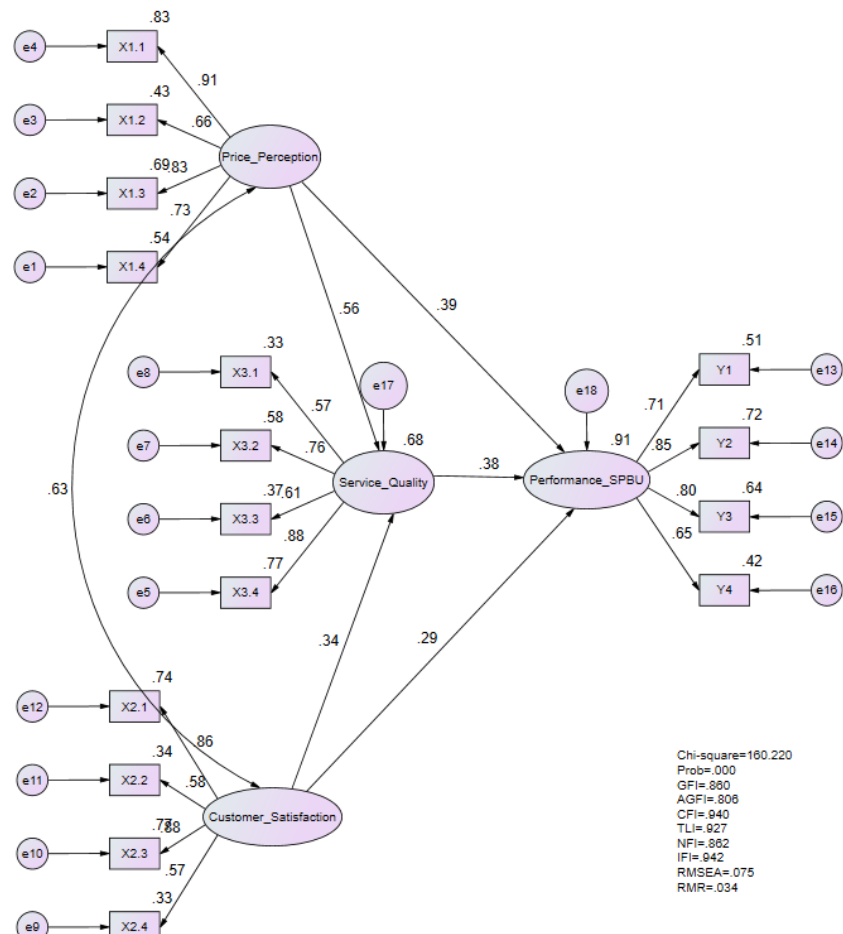 .83
e4
X1.1
.91
.43
e3
X1.2
.66
Price_Perception
.69
.83
e2
X1.3
.73
.54
e1
X1.4
.56
.39
.33
e8
X3.1
.57
e17
e18
.51
Y1
e13
.71
.58
e7
X3.2
.76
.68
.91
.85
.72
Y2
e14
Service_Quality
.38
Performance_SPBU
.63
.37
.61
e6
X3.3
.88
.80
.64
Y3
e15
.65
.77
e5
X3.4
.42
Y4
e16
.34
.29
.74
e12
X2.1
.86
.34
e11
X2.2
.58
Customer_Satisfaction
.88
e10
X2.3
.57
.33
e9
X2.4
Chi-square=160.220
Prob=.000
GFI=.860
AGFI=.806
CFI=.940
TLI=.927
NFI=.862
IFI=.942
RMSEA=.075
RMR=.034